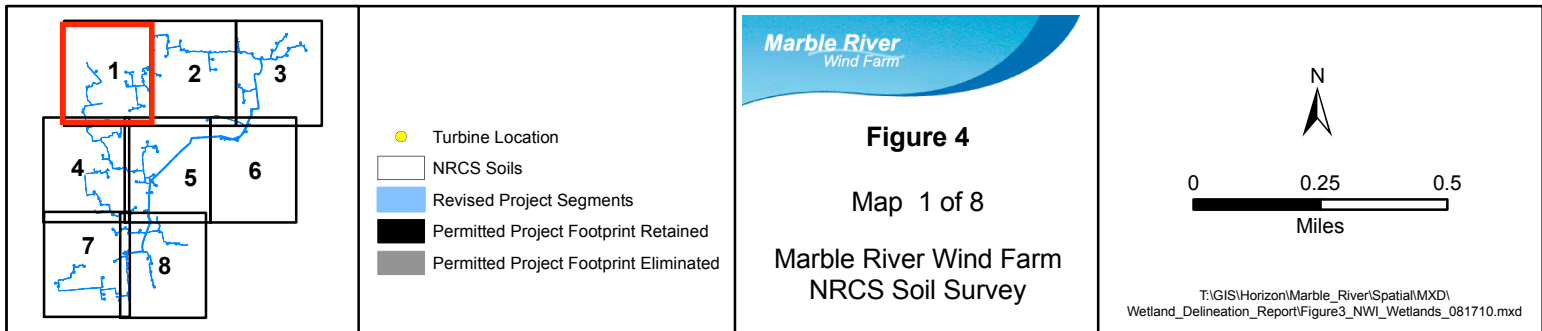 1
2
3
4
5
6
7
8
Turbine Location
NRCS Soils
Revised Project Segments
Permitted Project Footprint Retained
Permitted Project Footprint Eliminated
Marble River
Wind Farm
Figure 4
Map 1 of 8
Marble River Wind Farm
NRCS Soil Survey
N
0 0.25 0.5
Miles
T:\GIS\Horizon\Marble_River\Spatial\MXD\
Wetland_Delineation_Report\Figure3_NWI_Wetlands_081710.mxd